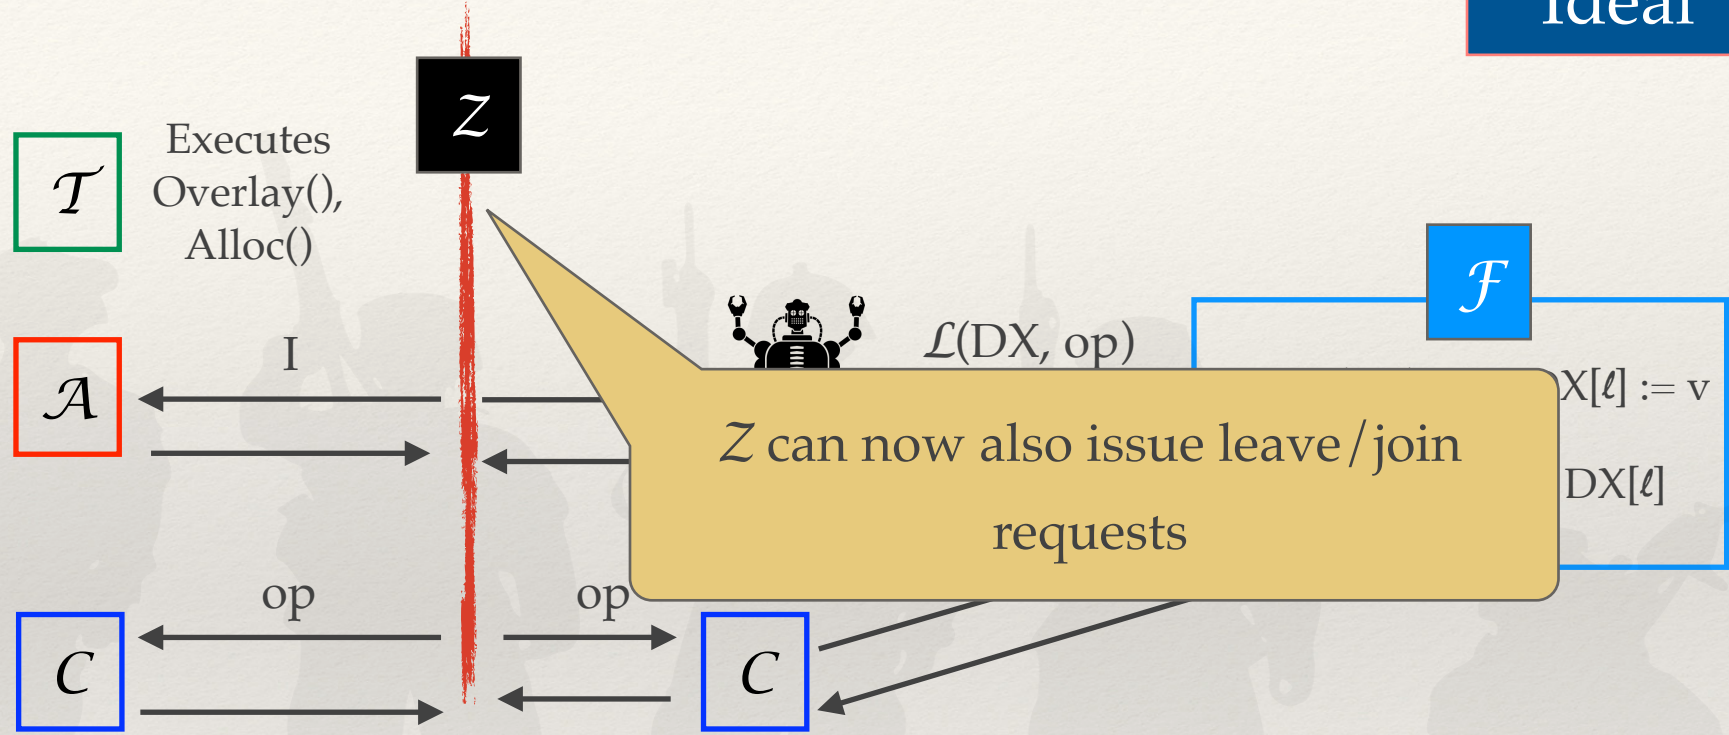 Ideal
𝒵
Executes
Overlay(),
Alloc()
𝒯
ℱ
I
ℒ(DX, op)
𝒜
X[ℓ] := v
𝒵 can now also issue leave/join
requests
DX[ℓ]
op
op
C
C